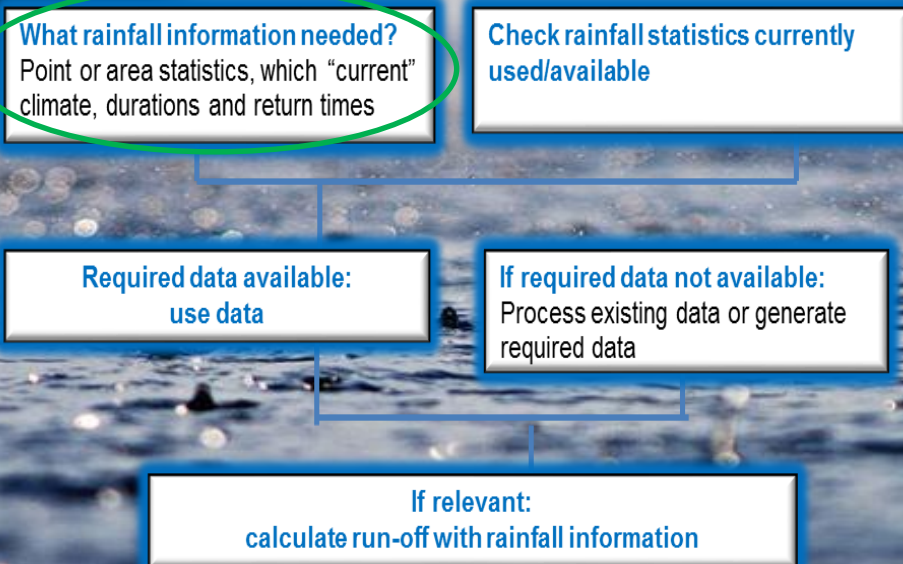 What rainfall information needed?
Point or area statistics, which “current”
climate, durations and return times
Check rainfall statistics currently
used/available
Required data available:
use data
If required data not available:
Process existing data or generate
required data
If relevant:
calculate run-off with rainfall information